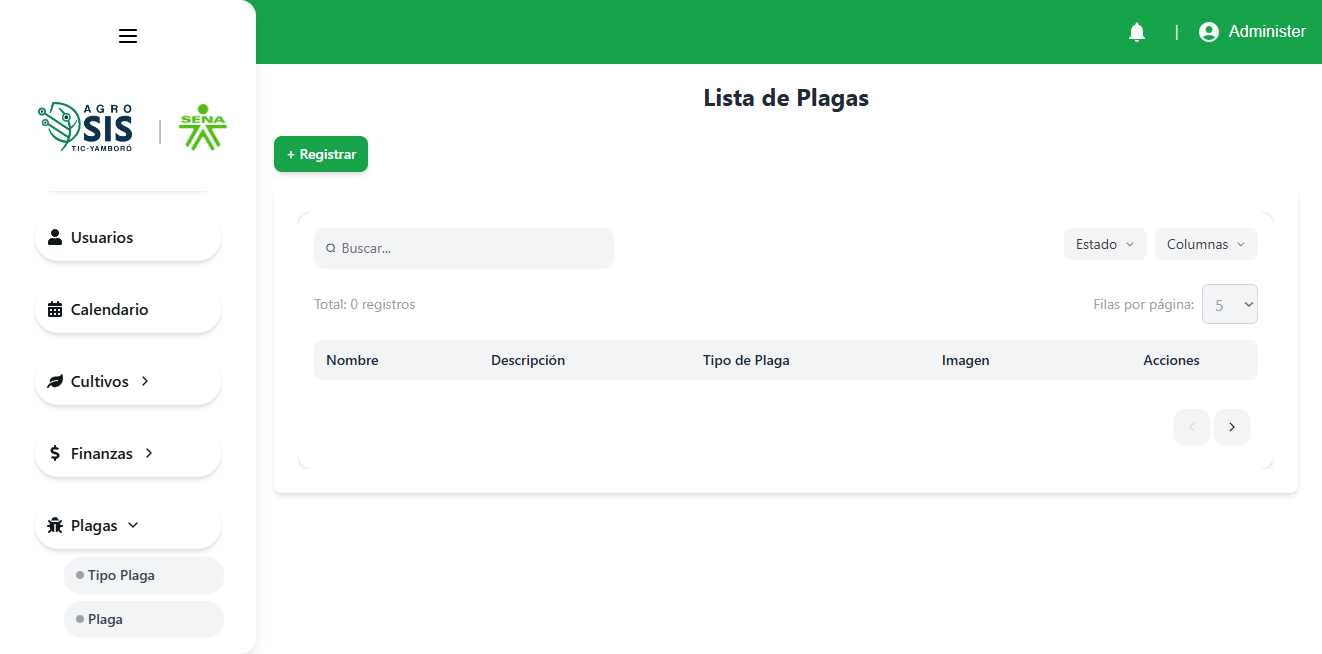 | Administer
AGRO
SIS
TIC-YAMBORÓ
|
SENA
Lista de Plagas
+ Registrar
Usuarios
Calendario
Cultivos
Finanzas
Plagas
Tipo Plaga
Plaga
Buscar...
Estado
Columnas
Total: 0 registros
Filas por página: 5
Nombre Descripción Tipo de Plaga Imagen Acciones